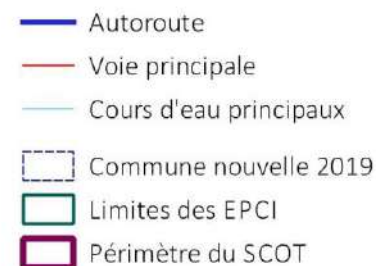 Autoroute
Voie principale
Cours d'eau principaux
Commune nouvelle 2019
Limites des EPCI
Périmètre du SCOT